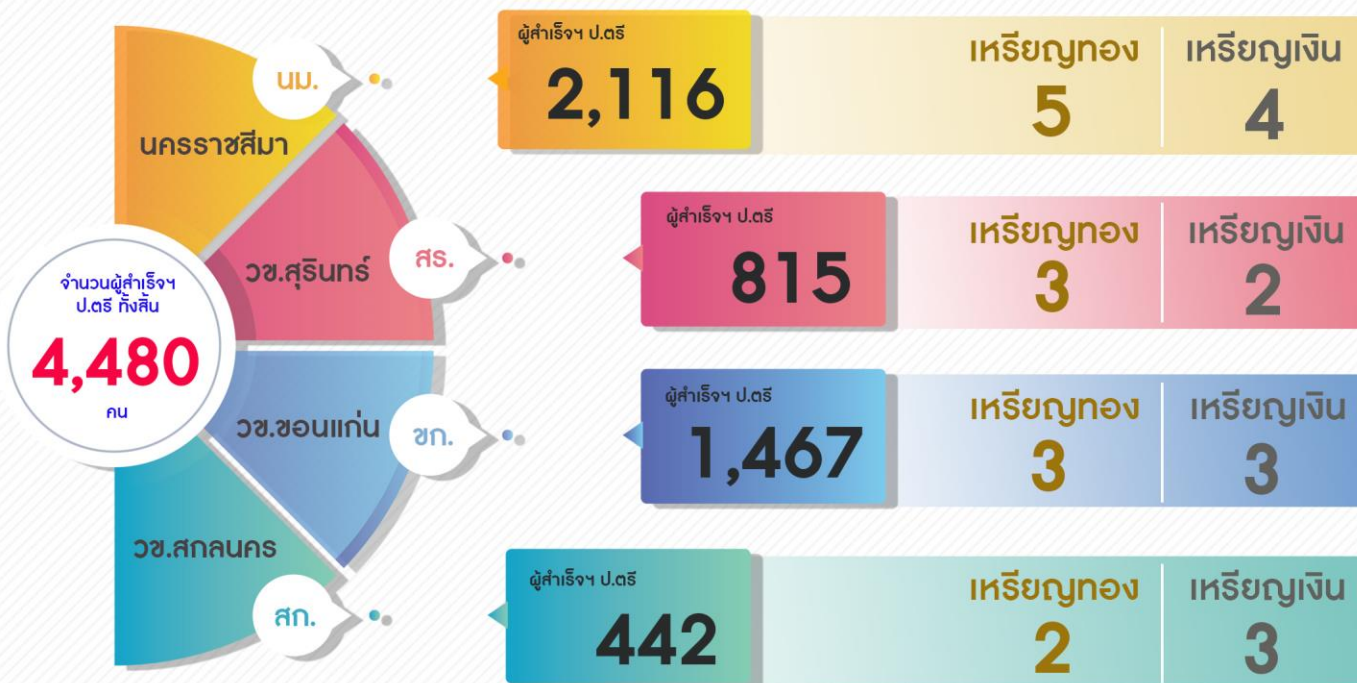 จำนวนผู้สำเร็จฯ
ป.ตรี ทั้งสิ้น
4,480
คน
นครราชสีมา
นม.
ผู้สำเร็จฯ ป.ตรี
2,116
เหรียญทอง
5
เหรียญเงิน
4
วข.สุรินทร์
สร.
ผู้สำเร็จฯ ป.ตรี
815
เหรียญทอง
3
เหรียญเงิน
2
วข.ขอนแก่น
ขก.
ผู้สำเร็จฯ ป.ตรี
1,467
เหรียญทอง
3
เหรียญเงิน
3
วข.สกลนคร
สก.
ผู้สำเร็จฯ ป.ตรี
442
เหรียญทอง
2
เหรียญเงิน
3